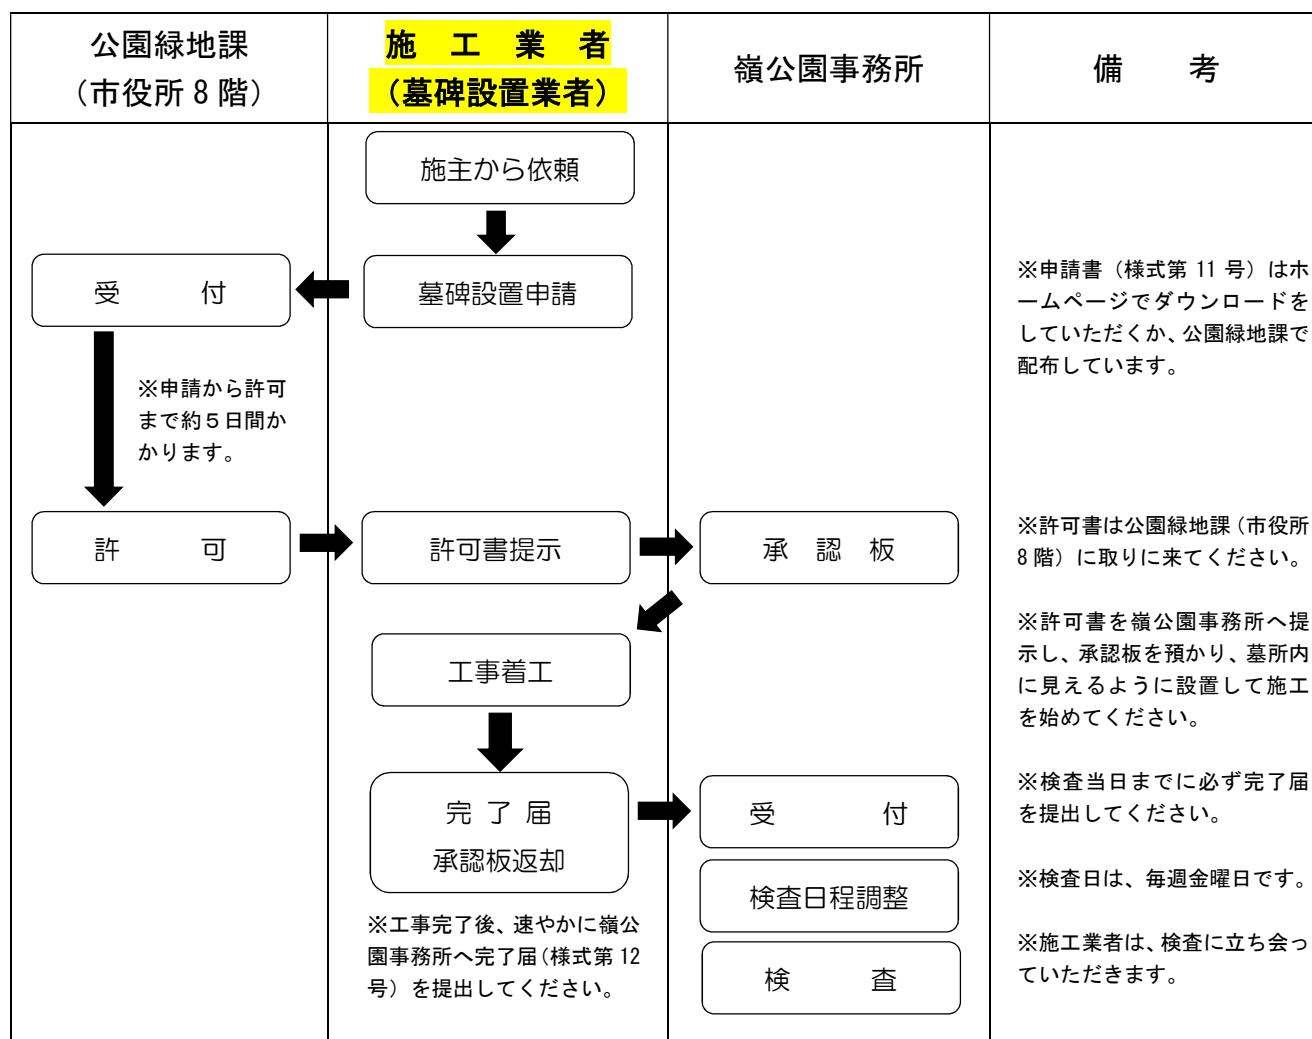 公園緑地課
（市役所８階）
施 工 業 者
（墓碑設置業者）
嶺公園事務所
備 考
施主から依頼
受 付
墓碑設置申請
※申請書（様式第 11 号）はホ
ームページでダウンロードを
していただくか、公園緑地課で
配布しています。
※申請から許可
まで約５日間か
かります。
許 可
許可書提示
承 認 板
※許可書は公園緑地課（市役所
８階）に取りに来てください。
※許可書を嶺公園事務所へ提
示し、承認板を預かり、墓所内
に見えるように設置して施工
を始めてください。
工事着工
完 了 届
承認板返却
受 付
※検査当日までに必ず完了届
を提出してください。
検査日程調整
※検査日は、毎週金曜日です。
※工事完了後、速やかに嶺公
園事務所へ完了届（様式第 12
号）を提出してください。
検 査
※施工業者は、検査に立ち会っ
ていただきます。